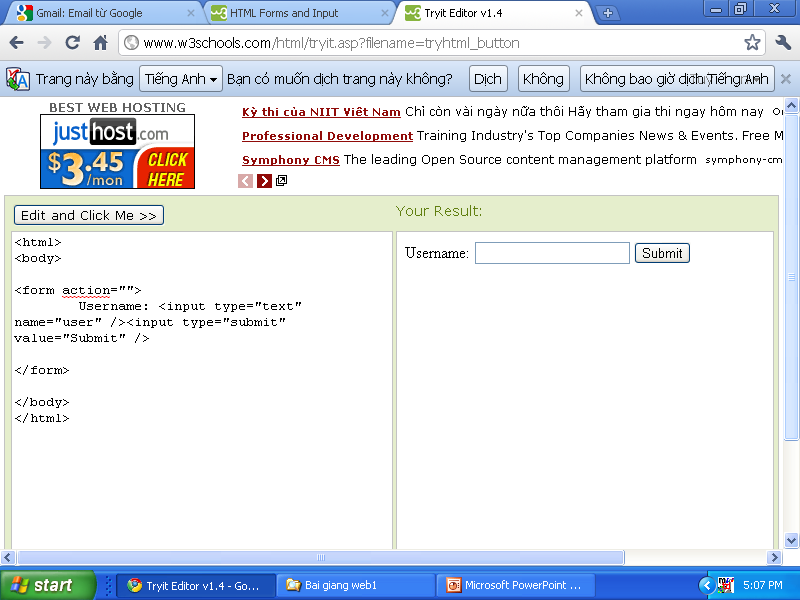 Gmail: Email từ Google
HTML Forms and Input
Tryit Editor v1.4
www.w3schools.com/html/tryit.asp?filename=tryhtml_button
Trang này bằng Tiếng Anh Bạn có muốn dịch trang này không? Dịch Không Không bao giờ dịch Tiếng Anh
BEST WEB HOSTING
justhost.com
$3.45/mon
CLICK HERE
Kỳ thi của NIIT Việt Nam Chỉ còn vài ngày nữa thôi Hãy tham gia thi ngay hôm nay
Professional Development Training Industry's Top Companies News & Events. Free M
Symphony CMS The leading Open Source content management platform symphony-cm
Edit and Click Me >>
Your Result:
<html>
<body>
<form action="">
Username: <input type="text"
name="user" /><input type="submit"
value="Submit" />
</form>
</body>
</html>
Username: Submit
start
Tryit Editor v1.4 - Go...
Bai giang web1
Microsoft PowerPoint ...
5:07 PM